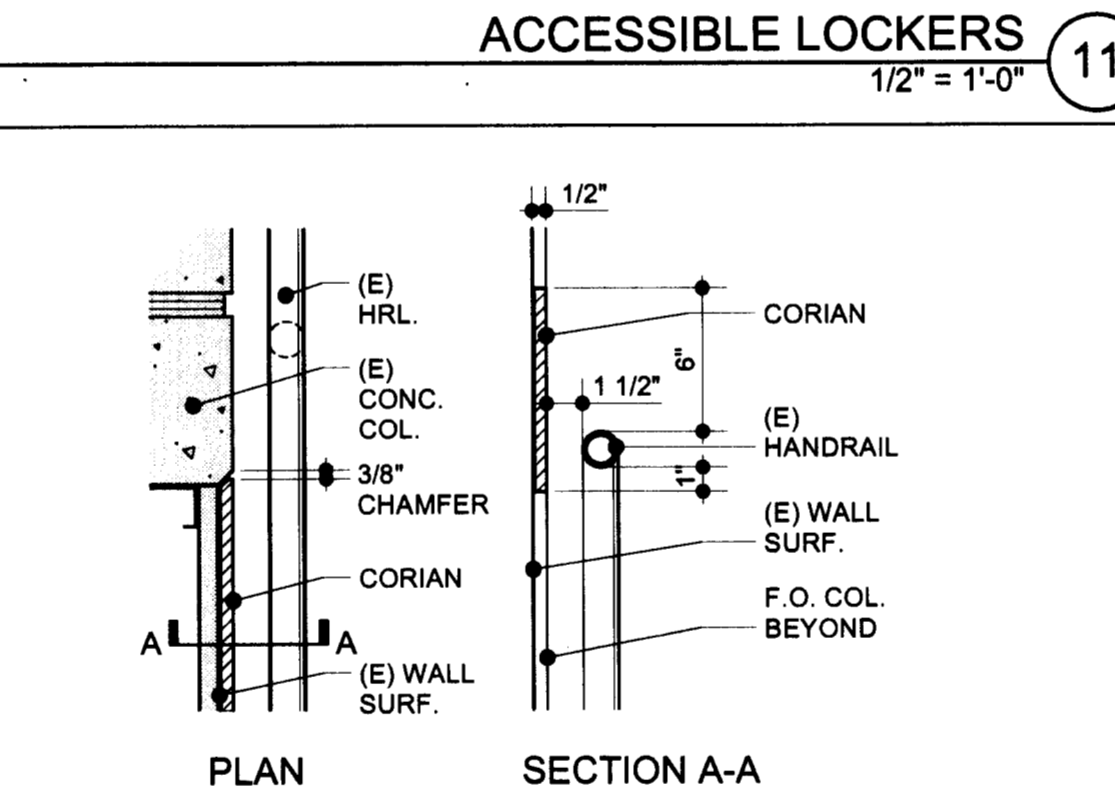 ACCESSIBLE LOCKERS
1/2" = 1'-0"
11
(E)
HRL.
(E)
CONC.
COL.
3/8"
CHAMFER
CORIAN
A
A
(E) WALL
SURF.
PLAN
1/2"
CORIAN
6"
1 1/2"
(E)
HANDRAIL
1"
(E) WALL
SURF.
F.O. COL.
BEYOND
SECTION A-A